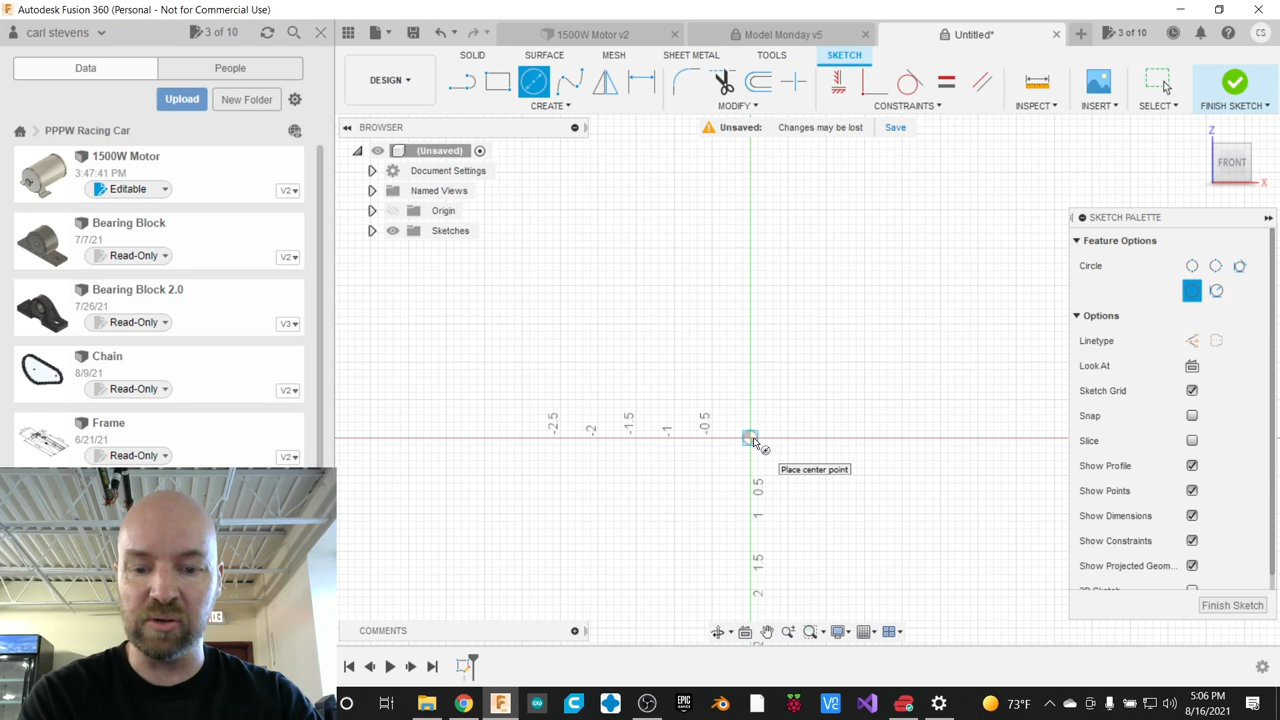 Autodesk Fusion 360 (Personal - Not for Commercial Use)
carl stevens
3 of 10
1500W Motor v2
Model Monday v5
Untitled*
3 of 10
CS
Data
People
Upload
New Folder
PPPW Racing Car
1500W Motor
3:47:41 PM
Editable
V2
Bearing Block
7/7/21
Read-Only
V2
Bearing Block 2.0
7/26/21
Read-Only
V3
Chain
8/9/21
Read-Only
V2
Frame
6/21/21
Read-Only
V2
DESIGN
SOLID
SURFACE
MESH
SHEET METAL
TOOLS
SKETCH
CREATE
MODIFY
CONSTRAINTS
INSPECT
INSERT
SELECT
FINISH SKETCH
BROWSER
Unsaved: Changes may be lost Save
(Unsaved)
Document Settings
Named Views
Origin
Sketches
Z
FRONT
X
-2.5
-2
-1.5
-1
-0.5
Place center point
0.5
1
1.5
2
SKETCH PALETTE
Feature Options
Circle
Options
Linetype
Look At
Sketch Grid
Snap
Slice
Show Profile
Show Points
Show Dimensions
Show Constraints
Show Projected Geom...
Finish Sketch
COMMENTS
EPIC
GAMES
73°F
5:06 PM
8/16/2021